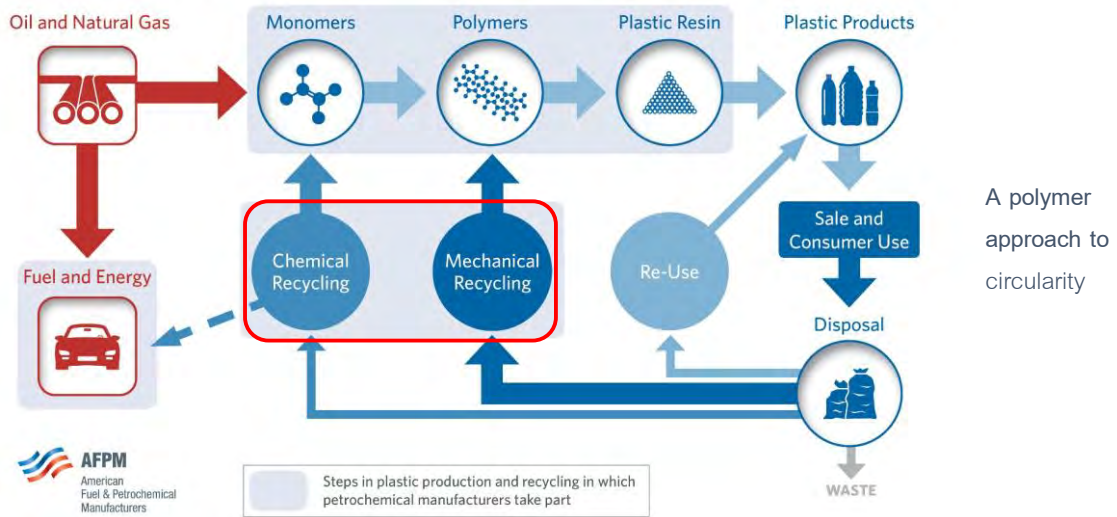 Oil and Natural Gas
Monomers
Polymers
Plastic Resin
Plastic Products
Fuel and Energy
Chemical
Recycling
Mechanical
Recycling
Re-Use
Sale and
Consumer Use
Disposal
WASTE
A polymer
approach to
circularity
AFPM
American
Fuel & Petrochemical
Manufacturers
Steps in plastic production and recycling in which
petrochemical manufacturers take part